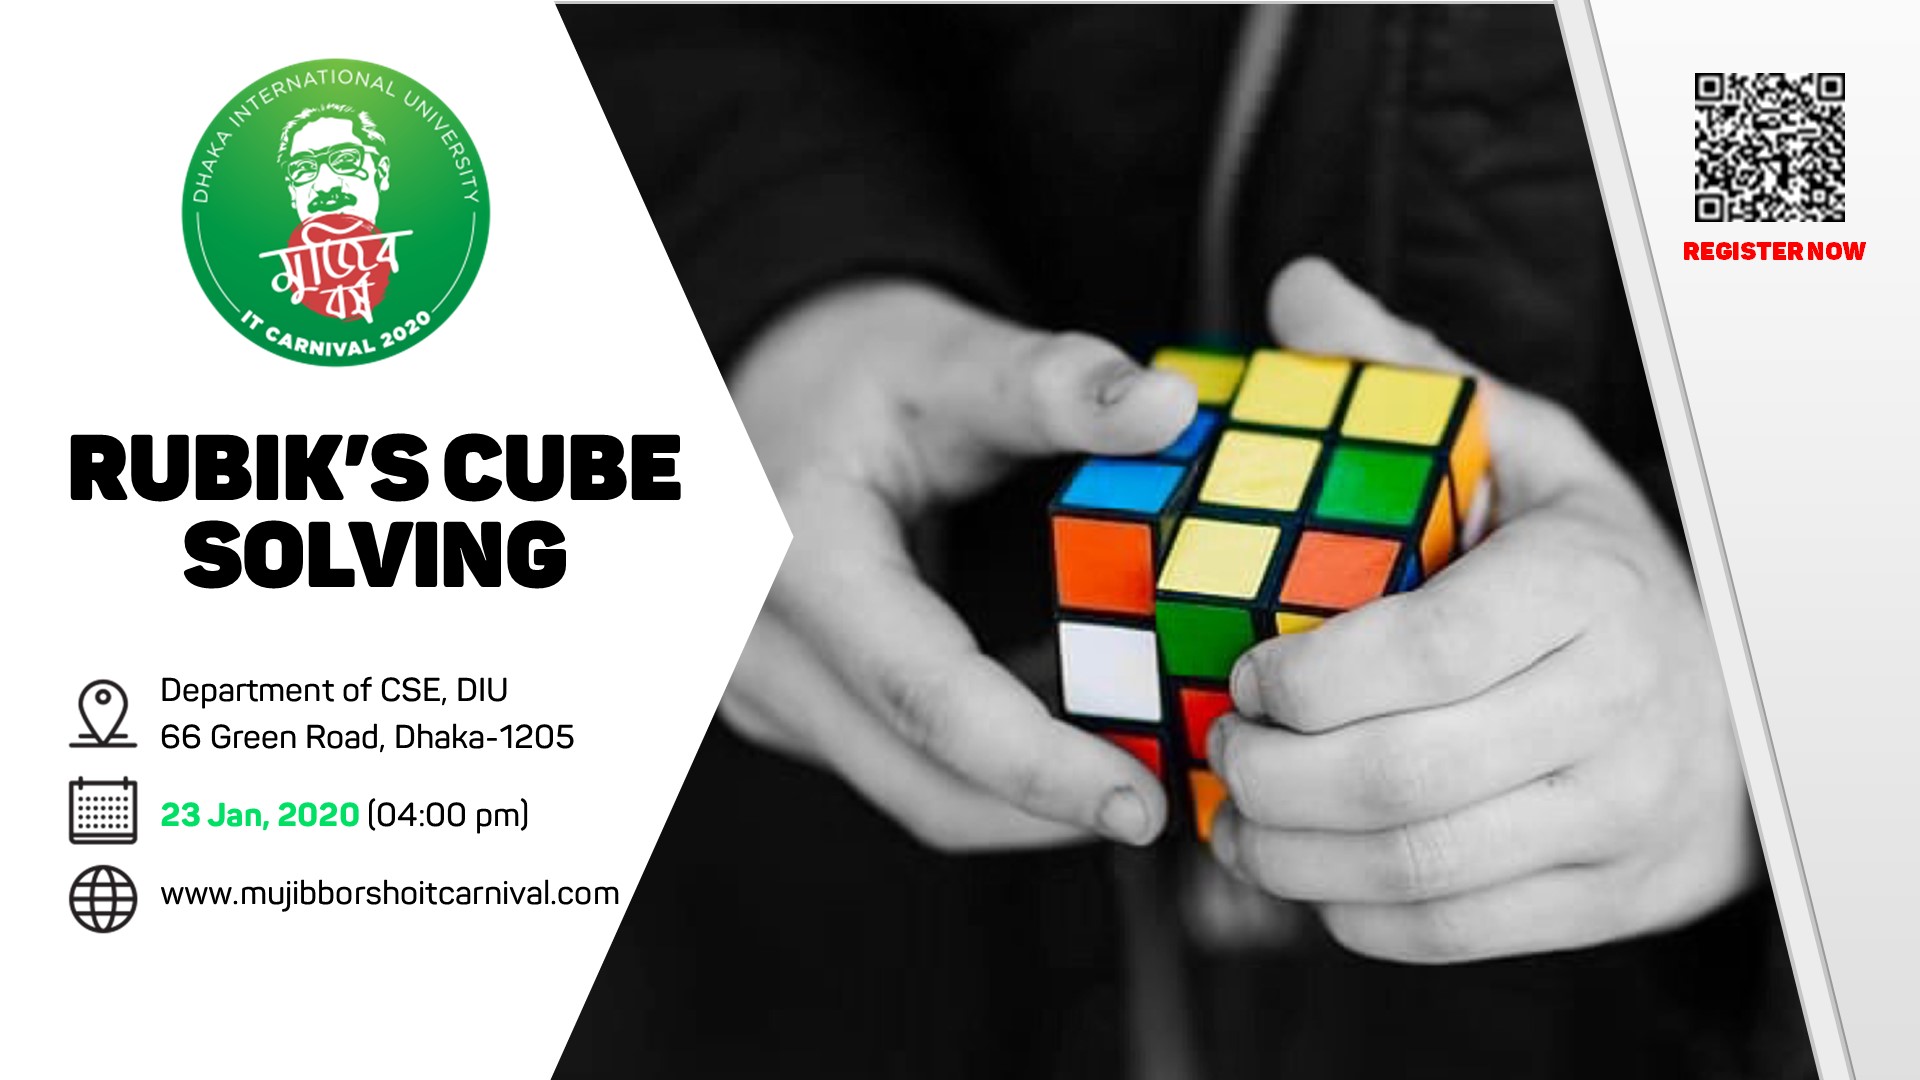 DHAKA INTERNATIONAL UNIVERSITY
মুজিব
বর্ষ
IT CARNIVAL 2020
RUBIK’S CUBE
SOLVING
Department of CSE, DIU
66 Green Road, Dhaka-1205
23 Jan, 2020 (04:00 pm)
www.mujibborshoitcarnival.com
REGISTER NOW